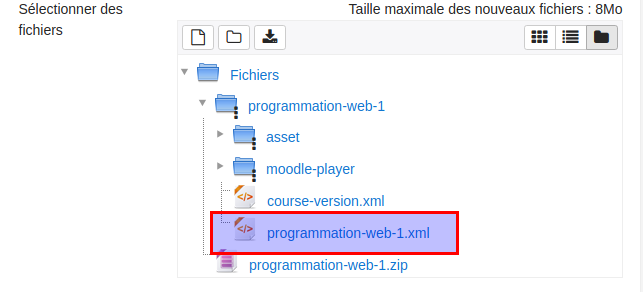 Sélectionner des
fichiers
Taille maximale des nouveaux fichiers : 8Mo
Fichiers
programmation-web-1
asset
moodle-player
course-version.xml
programmation-web-1.xml
programmation-web-1.zip